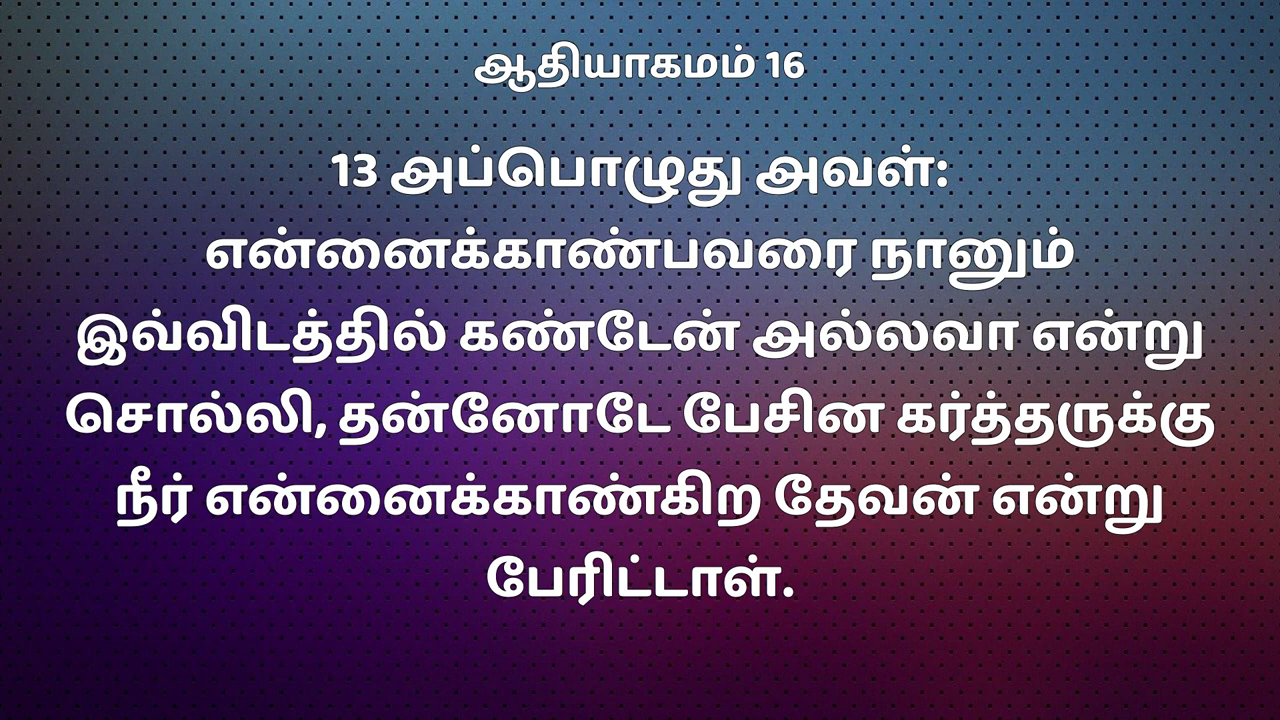 ஆதியாகமம் 16
13 அப்பொழுது அவள்:
என்னைக்காண்பவரை நானும்
இவ்விடத்தில் கண்டேன் அல்லவா என்று
சொல்லி, தன்னோடே பேசின கர்த்தருக்கு
நீர் என்னைக்காண்கிற தேவன் என்று
பேரிட்டாள்.